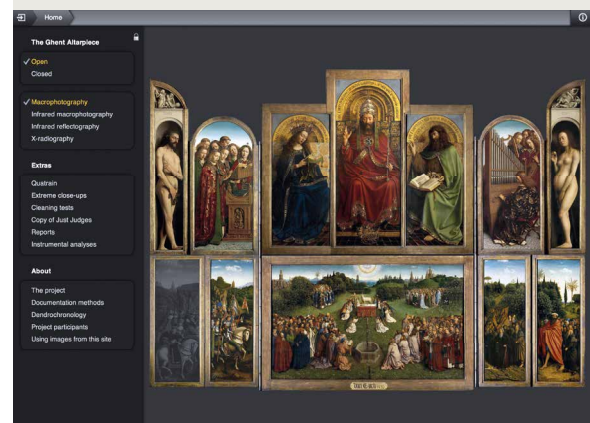 Home
The Ghent Altarpiece
Open
Closed
Macrophotography
Infrared macrophotography
Infrared reflectography
X-radiography
Extras
Quatrain
Extreme close-ups
Cleaning tests
Copy of Just Judges
Reports
Instrumental analyses
About
The project
Documentation methods
Dendrochronology
Project participants
Using images from this site